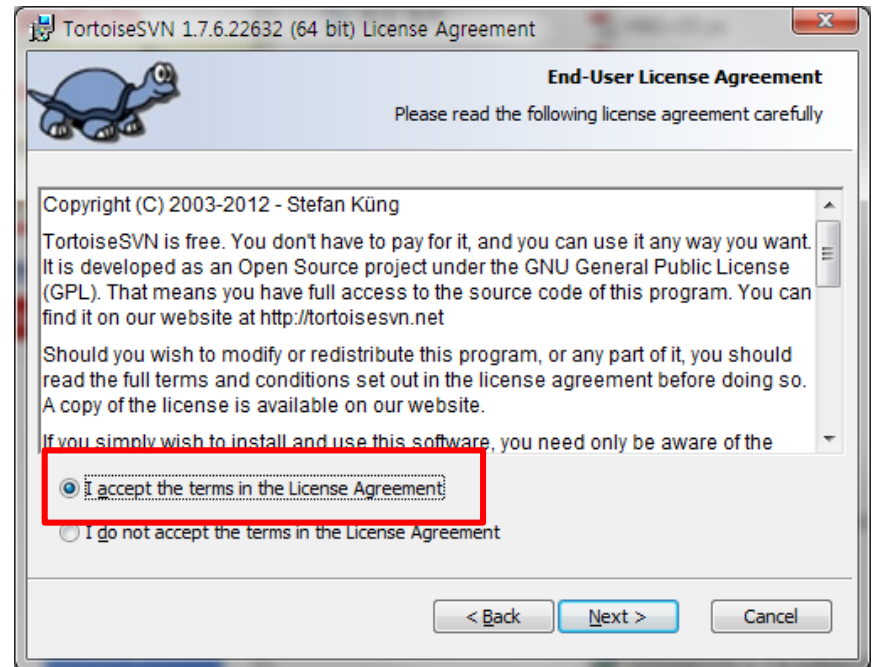 TortoiseSVN 1.7.6.22632 (64 bit) License Agreement
End-User License Agreement
Please read the following license agreement carefully
Copyright (C) 2003-2012 - Stefan Küng
TortoiseSVN is free. You don't have to pay for it, and you can use it any way you want.
It is developed as an Open Source project under the GNU General Public License
(GPL). That means you have full access to the source code of this program. You can
find it on our website at http://tortoisesvn.net
Should you wish to modify or redistribute this program, or any part of it, you should
read the full terms and conditions set out in the license agreement before doing so.
A copy of the license is available on our website.
If you simply wish to install and use this software, you need only be aware of the
I accept the terms in the License Agreement
I do not accept the terms in the License Agreement
< Back Next > Cancel